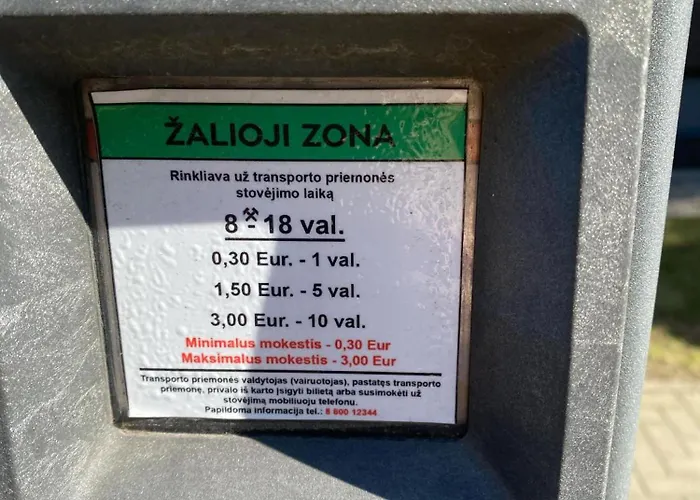 ŽALIOJI ZONA
Rinkliava už transporto priemonės
stovėjimo laiką
8 - 18 val.
0,30 Eur. - 1 val.
1,50 Eur. - 5 val.
3,00 Eur. - 10 val.
Minimalus mokestis - 0,30 Eur
Maksimalus mokestis - 3,00 Eur
Transporto priemonės valdytojas (vairuotojas), pastatęs transporto
priemonę, privalo iš karto įsigyti bilietą arba susimokėti už
stovėjimą mobiliuoju telefonu.
Papildoma informacija tel.: 8 800 12344